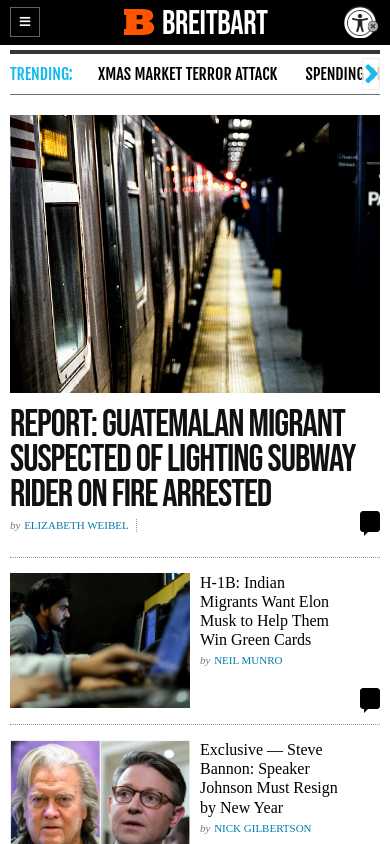 BREITBART
TRENDING:
XMAS MARKET TERROR ATTACK
SPENDING
REPORT: GUATEMALAN MIGRANT
SUSPECTED OF LIGHTING SUBWAY
RIDER ON FIRE ARRESTED
by ELIZABETH WEIBEL
H-1B: Indian
Migrants Want Elon
Musk to Help Them
Win Green Cards
by NEIL MUNRO
Exclusive — Steve
Bannon: Speaker
Johnson Must Resign
by New Year
by NICK GILBERTSON